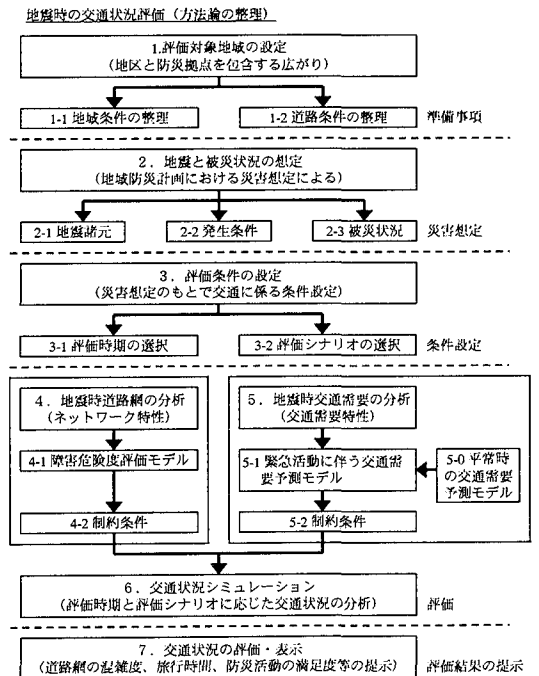 地震時の交通状況評価（方法論の整理）
1.評価対象地域の設定
（地区と防災拠点を包含する広がり）
1-1 地域条件の整理
1-2 道路条件の整理
準備事項
2．地震と被災状況の想定
（地域防災計画における災害想定による）
2-1 地震諸元
2-2 発生条件
2-3 被災状況
災害想定
3．評価条件の設定
（災害想定のもとで交通に係る条件設定）
3-1 評価時期の選択
3-2 評価シナリオの選択
条件設定
4．地震時道路網の分析
（ネットワーク特性）
4-1 障害危険度評価モデル
4-2 制約条件
5．地震時交通需要の分析
（交通需要特性）
5-1 緊急活動に伴う交通需
要予測モデル
5-0 平常時
の交通需要
予測モデル
5-2 制約条件
6．交通状況シミュレーション
（評価時期と評価シナリオに応じた交通状況の分析）
評価
7．交通状況の評価・表示
（道路網の混雑度、旅行時間、防災活動の満足度等の提示）
評価結果の提示